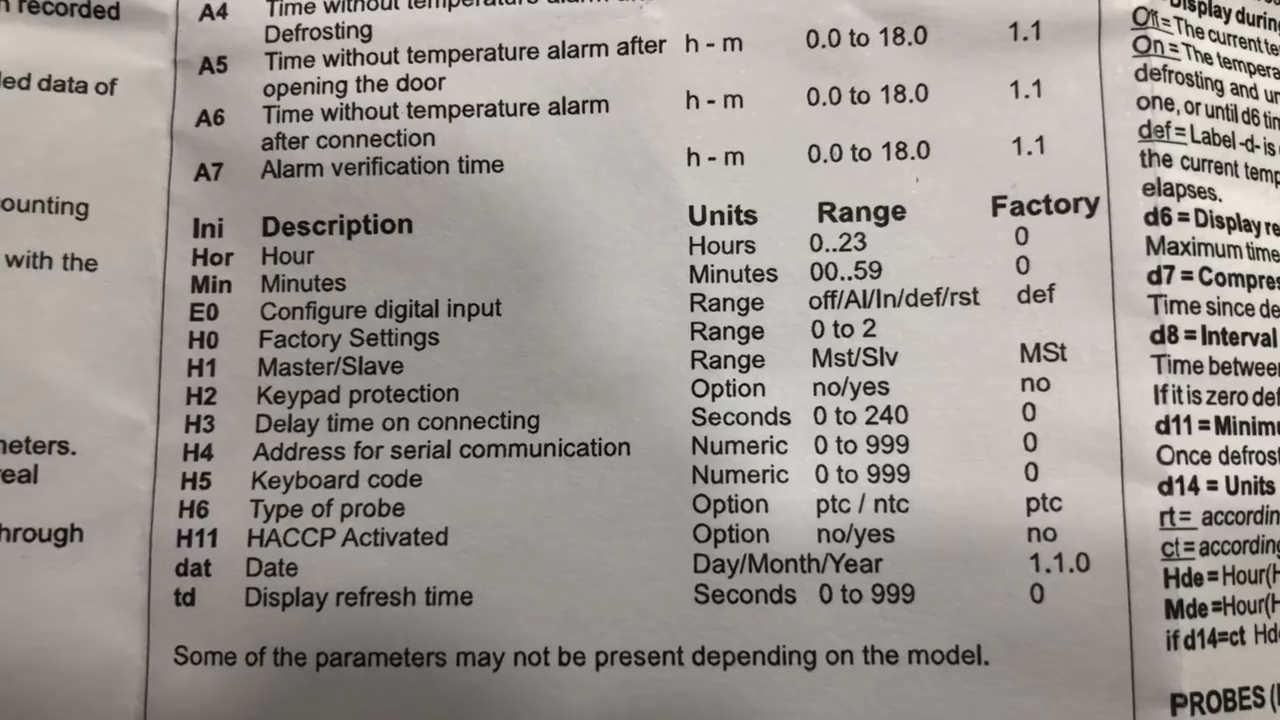 recorded
ed data of
ounting
with the
meters.
eal
hrough
A4 Time without temperature alarm
Defrosting
A5 Time without temperature alarm after h - m 0.0 to 18.0 1.1
opening the door
A6 Time without temperature alarm h - m 0.0 to 18.0 1.1
after connection
A7 Alarm verification time h - m 0.0 to 18.0 1.1
Ini Description Units Range Factory
Hor Hour Hours 0..23 0
Min Minutes Minutes 00..59 0
E0 Configure digital input Range off/Al/In/def/rst def
H0 Factory Settings Range 0 to 2
H1 Master/Slave Range Mst/Slv MSt
H2 Keypad protection Option no/yes no
H3 Delay time on connecting Seconds 0 to 240 0
H4 Address for serial communication Numeric 0 to 999 0
H5 Keyboard code Numeric 0 to 999 0
H6 Type of probe Option ptc / ntc ptc
H11 HACCP Activated Option no/yes no
dat Date Day/Month/Year 1.1.0
td Display refresh time Seconds 0 to 999 0
Some of the parameters may not be present depending on the model.
Display during
Off=The current te
On=The tempera
defrosting and un
one, or until d6 tim
def=Label -d- is
the current temp
elapses.
d6 = Display re
Maximum time
d7 = Compres
Time since de
d8 = Interval
Time between
If it is zero def
d11 = Minimu
Once defrost
d14 = Units
rt= accordin
ct=according
Hde=Hour(H
Mde=Hour(H
if d14=ct Hd
PROBES (